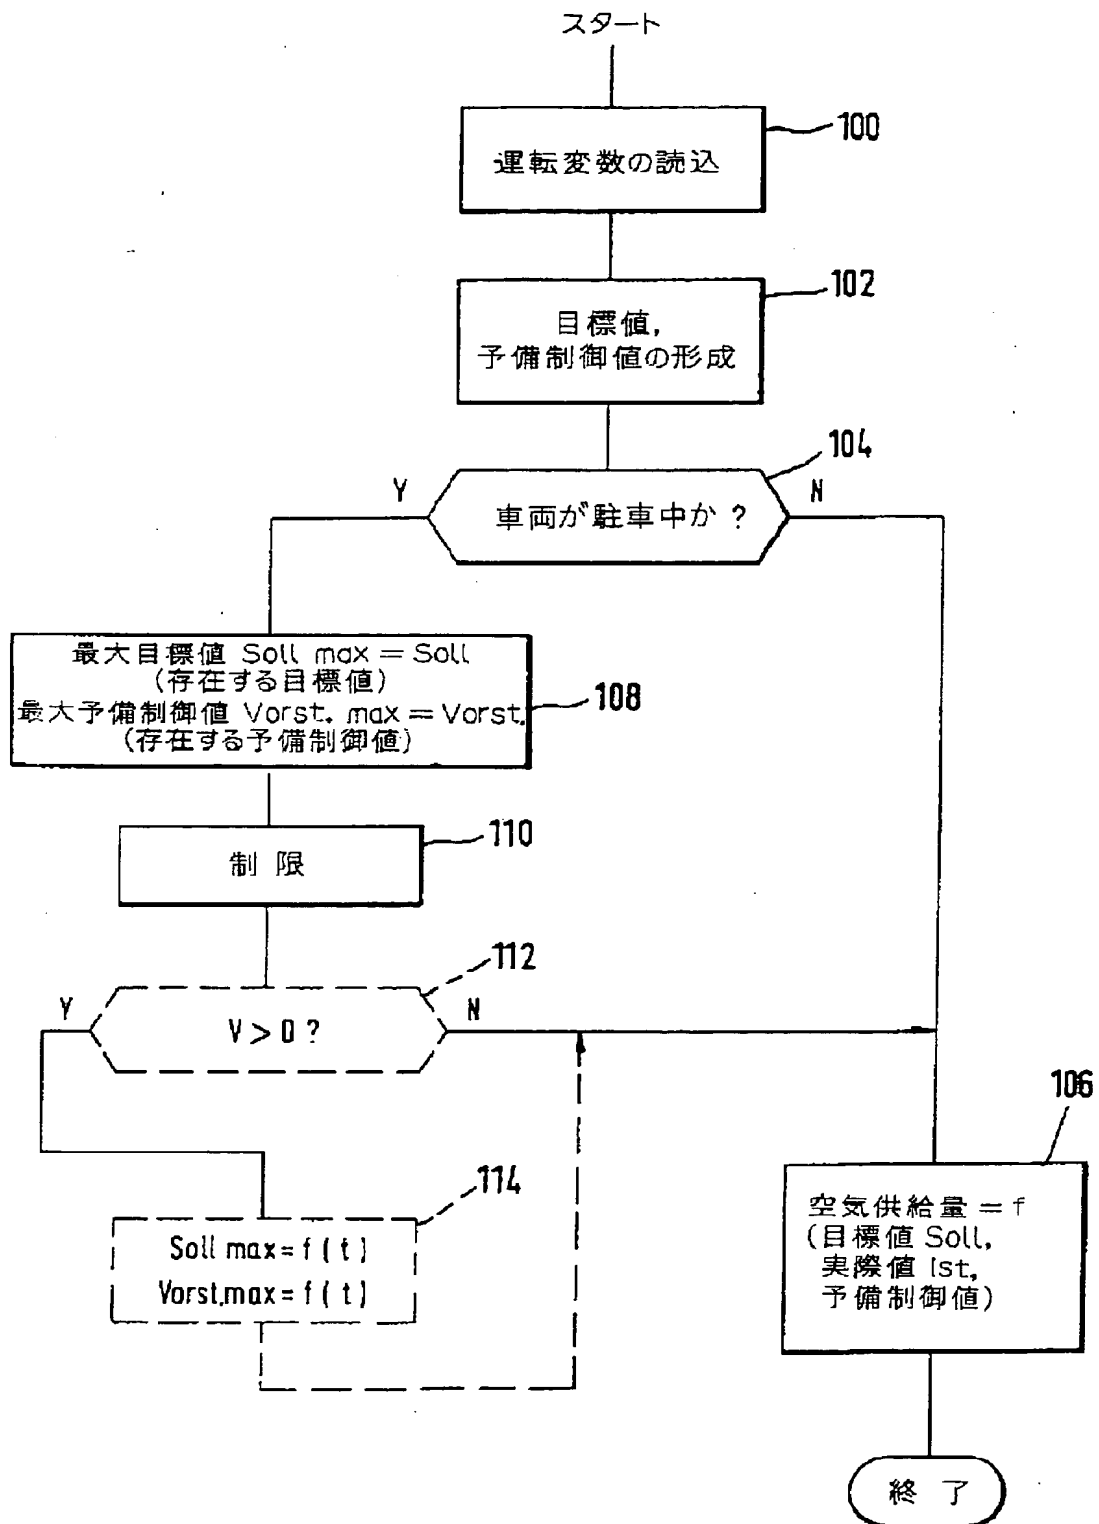 スタート
運転変数の読込
100
目標値,
予備制御値の形成
102
104
Y
車両が駐車中か?
N
最大目標値 Soll max = Soll
(存在する目標値)
最大予備制御値 Vorst. max = Vorst.
(存在する予備制御値)
108
制限
110
112
Y
V > 0 ?
N
106
114
Soll max = f(t)
Vorst.max = f(t)
空気供給量 = f
(目標値 Soll,
実際値 Ist,
予備制御値)
終了